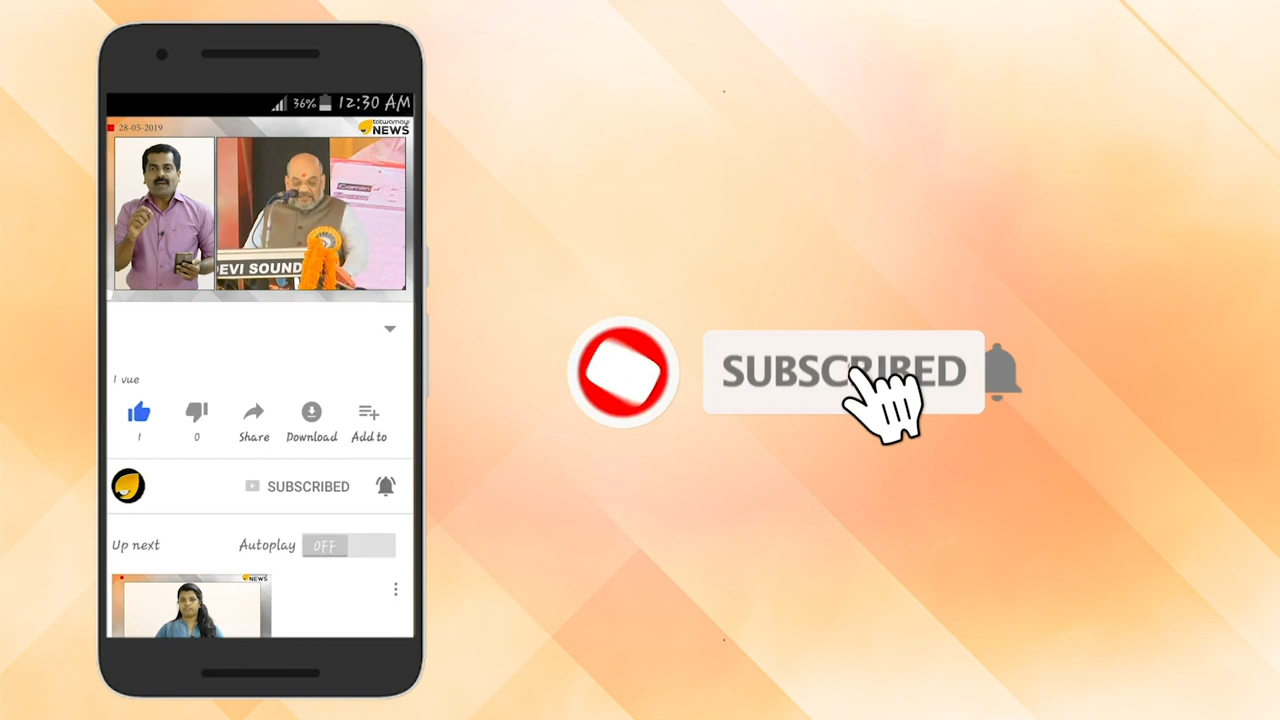 36% 12:30 AM
28-05-2019
tatwamayi
NEWS
DEVI SOUND
1 vue
1
0
Share
Download
Add to
SUBSCRIBED
Up next
Autoplay
OFF
NEWS
SUBSCRIBED